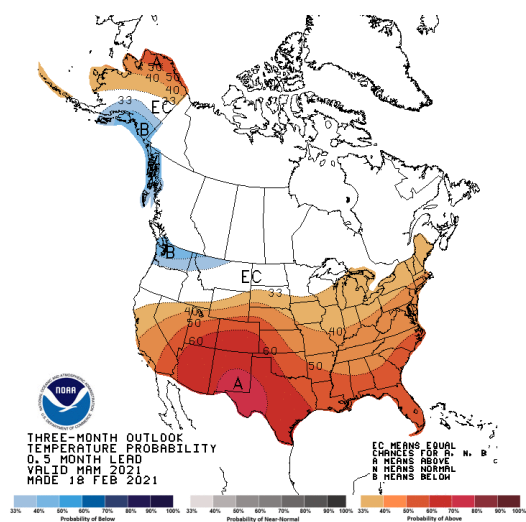 A
50
50
40
40
33
EC
33
B
B
EC
33
40
50
60
40
60
50
A
NOAA
THREE-MONTH OUTLOOK
TEMPERATURE PROBABILITY
0.5 MONTH LEAD
VALID MAM 2021
MADE 18 FEB 2021
EC MEANS EQUAL
CHANCES FOR A, N, B
A MEANS ABOVE
N MEANS NORMAL
B MEANS BELOW
33% 40% 50% 60% 70% 80% 90% 100%
Probability of Below
33% 40% 50% 60% 70% 80% 90% 100%
Probability of Near-Normal
33% 40% 50% 60% 70% 80% 90% 100%
Probability of Above